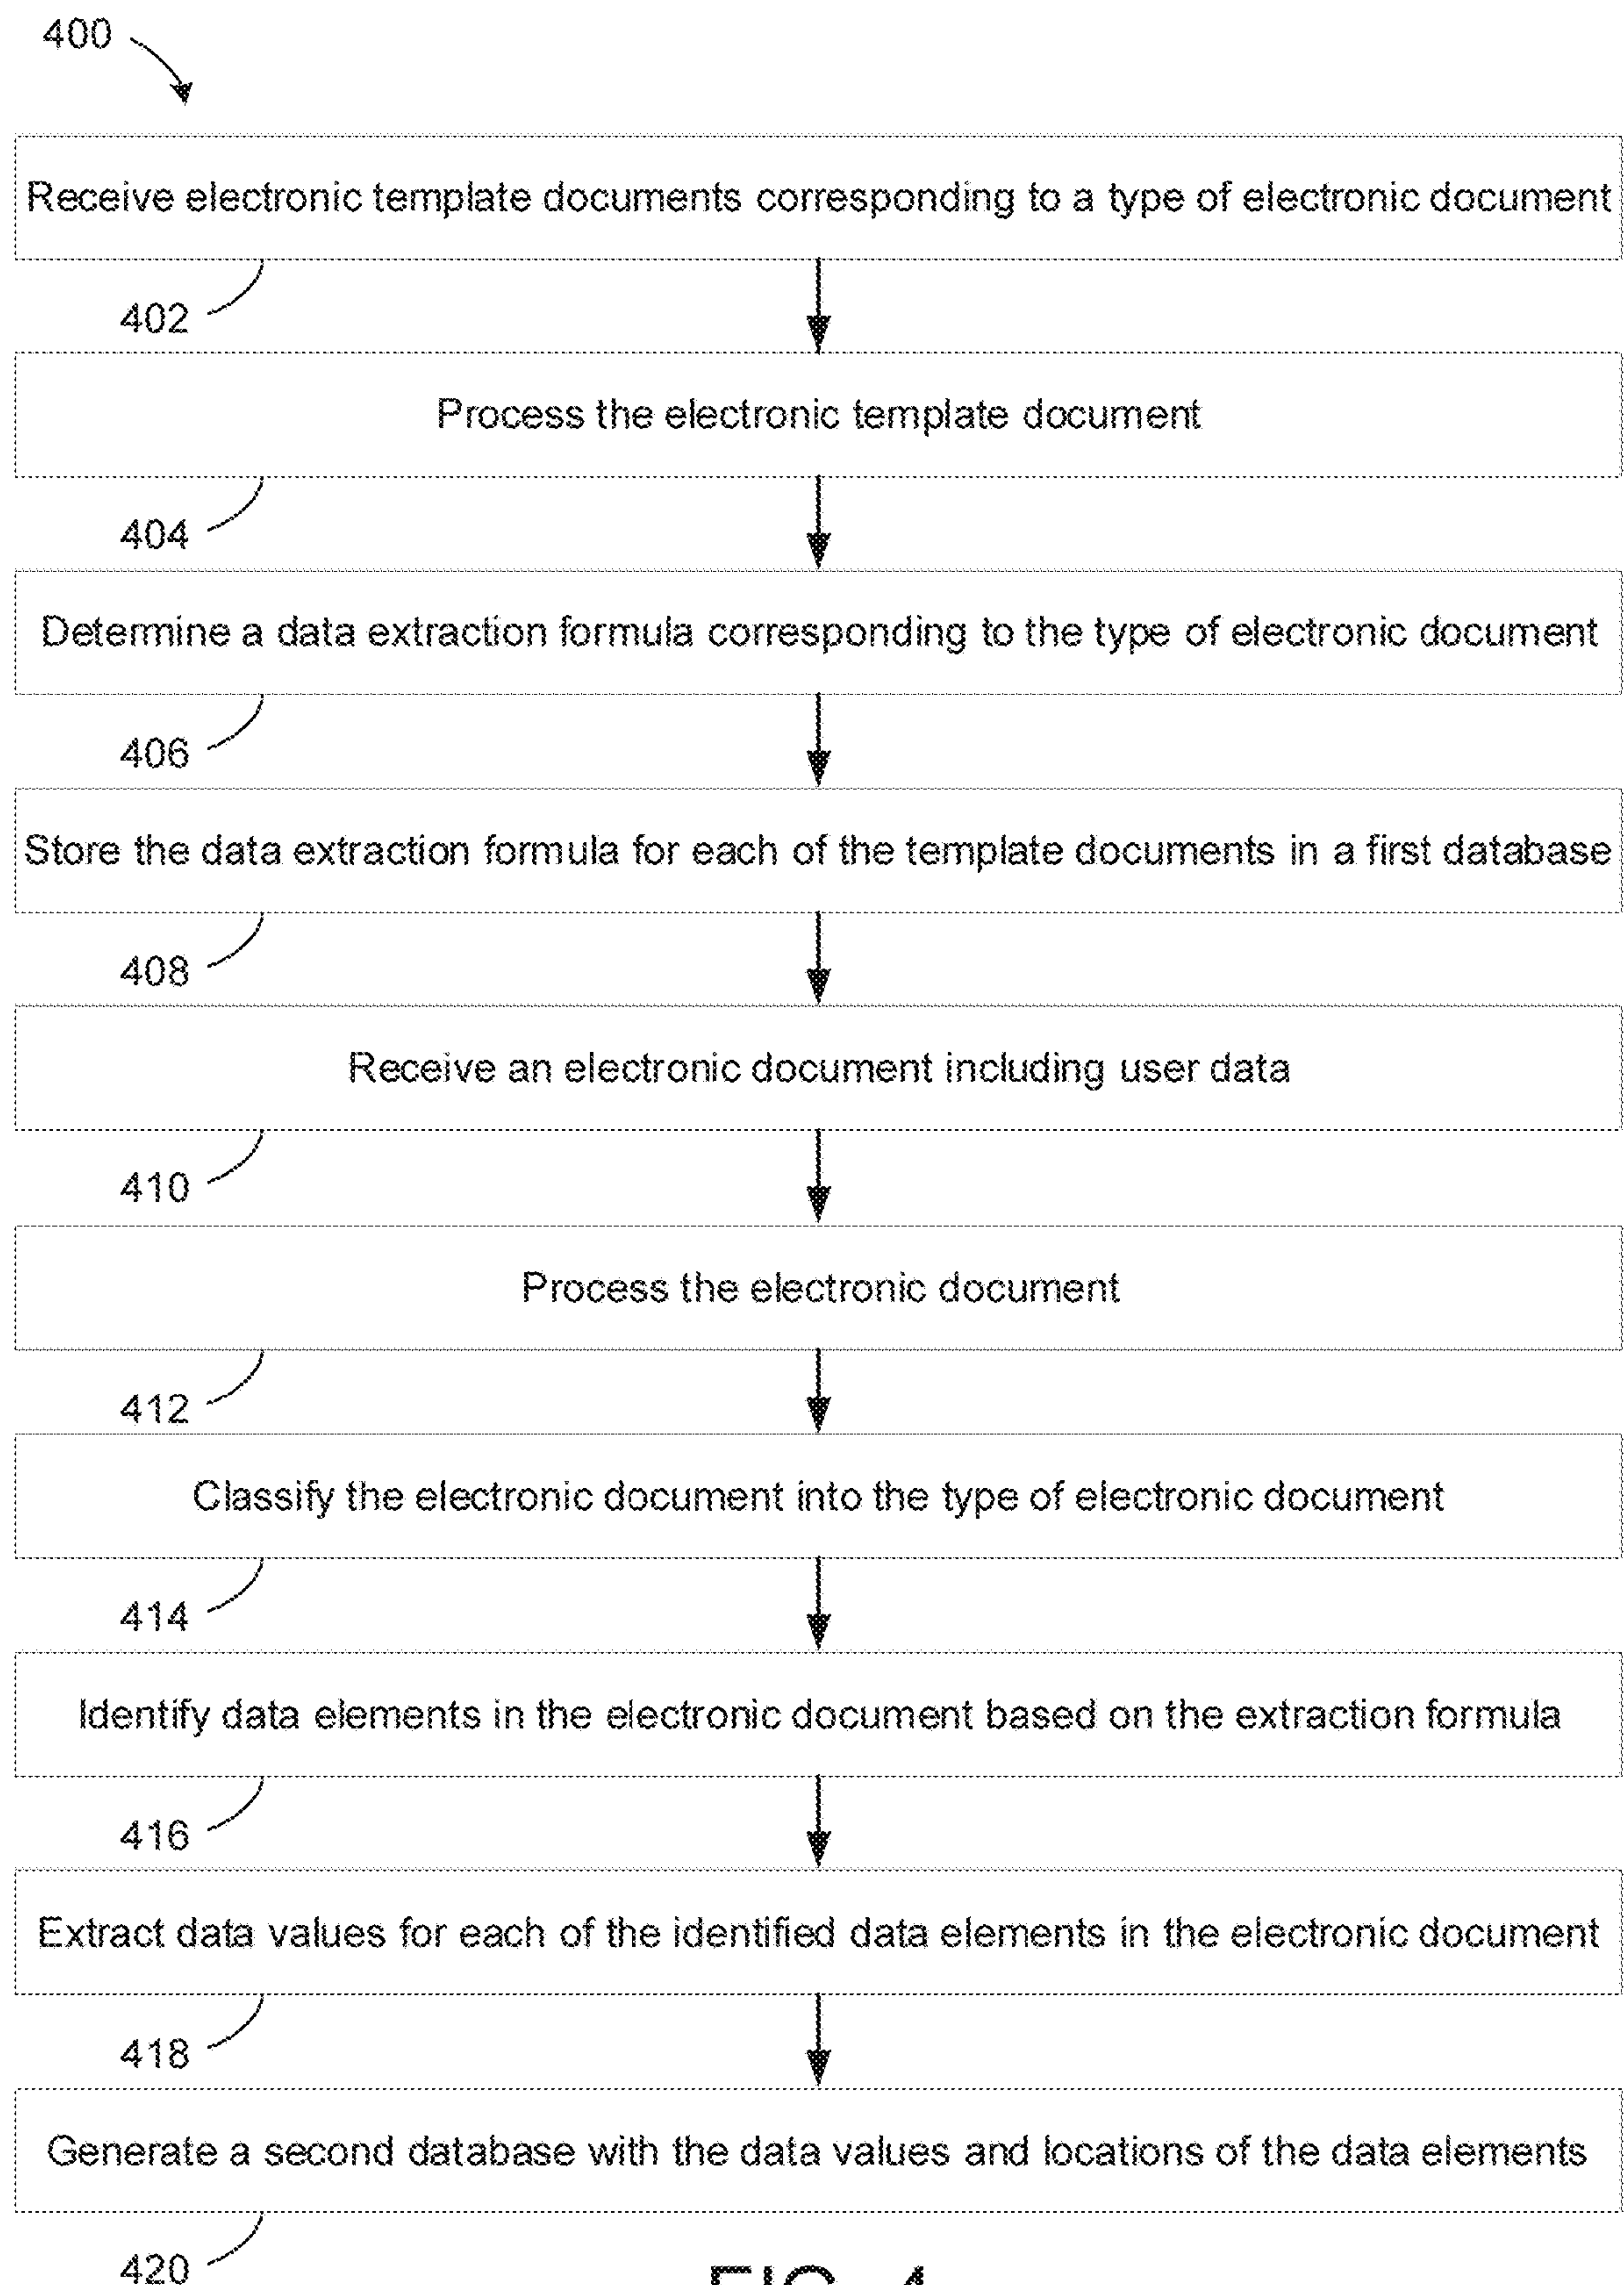 400
Receive electronic template documents corresponding to a type of electronic document
402
Process the electronic template document
404
Determine a data extraction formula corresponding to the type of electronic document
406
Store the data extraction formula for each of the template documents in a first database
408
Receive an electronic document including user data
410
Process the electronic document
412
Classify the electronic document into the type of electronic document
414
Identify data elements in the electronic document based on the extraction formula
416
Extract data values for each of the identified data elements in the electronic document
418
Generate a second database with the data values and locations of the data elements
420
FIG. 4